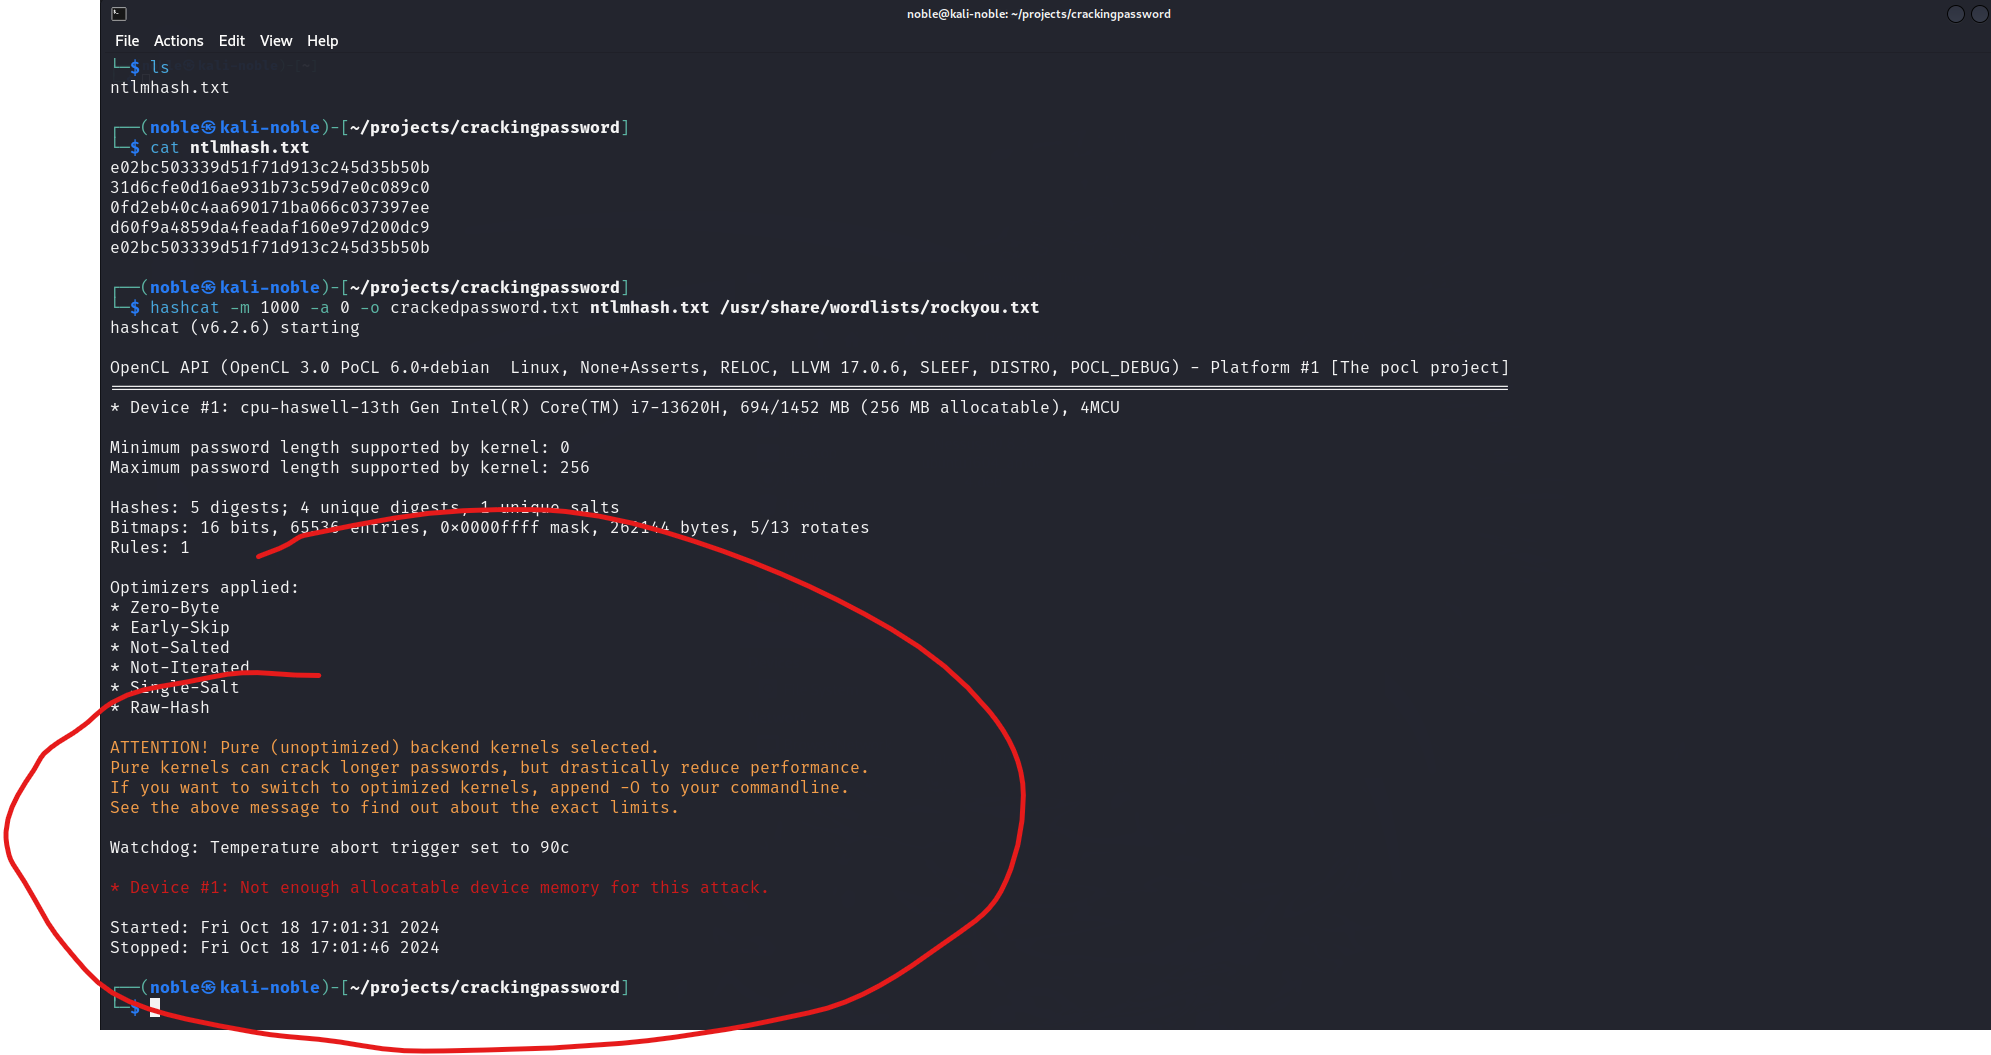 noble@kali-noble: ~/projects/crackingpassword
File Actions Edit View Help
└─$ ls
ntlmhash.txt
┌──(noble㉿kali-noble)-[~/projects/crackingpassword]
└─$ cat ntlmhash.txt
e02bc503339d51f71d913c245d35b50b
31d6cfe0d16ae931b73c59d7e0c089c0
0fd2eb40c4aa690171ba066c037397ee
d60f9a4859da4feadaf160e97d200dc9
e02bc503339d51f71d913c245d35b50b
┌──(noble㉿kali-noble)-[~/projects/crackingpassword]
└─$ hashcat -m 1000 -a 0 -o crackedpassword.txt ntlmhash.txt /usr/share/wordlists/rockyou.txt
hashcat (v6.2.6) starting
OpenCL API (OpenCL 3.0 PoCL 6.0+debian  Linux, None+Asserts, RELOC, LLVM 17.0.6, SLEEF, DISTRO, POCL_DEBUG) - Platform #1 [The pocl project]
* Device #1: cpu-haswell-13th Gen Intel(R) Core(TM) i7-13620H, 694/1452 MB (256 MB allocatable), 4MCU
Minimum password length supported by kernel: 0
Maximum password length supported by kernel: 256
Hashes: 5 digests; 4 unique digests, 1 unique salts
Bitmaps: 16 bits, 65536 entries, 0×0000ffff mask, 262144 bytes, 5/13 rotates
Rules: 1
Optimizers applied:
* Zero-Byte
* Early-Skip
* Not-Salted
* Not-Iterated
* Single-Salt
* Raw-Hash
ATTENTION! Pure (unoptimized) backend kernels selected.
Pure kernels can crack longer passwords, but drastically reduce performance.
If you want to switch to optimized kernels, append -O to your commandline.
See the above message to find out about the exact limits.
Watchdog: Temperature abort trigger set to 90c
* Device #1: Not enough allocatable device memory for this attack.
Started: Fri Oct 18 17:01:31 2024
Stopped: Fri Oct 18 17:01:46 2024
┌──(noble㉿kali-noble)-[~/projects/crackingpassword]
└─$